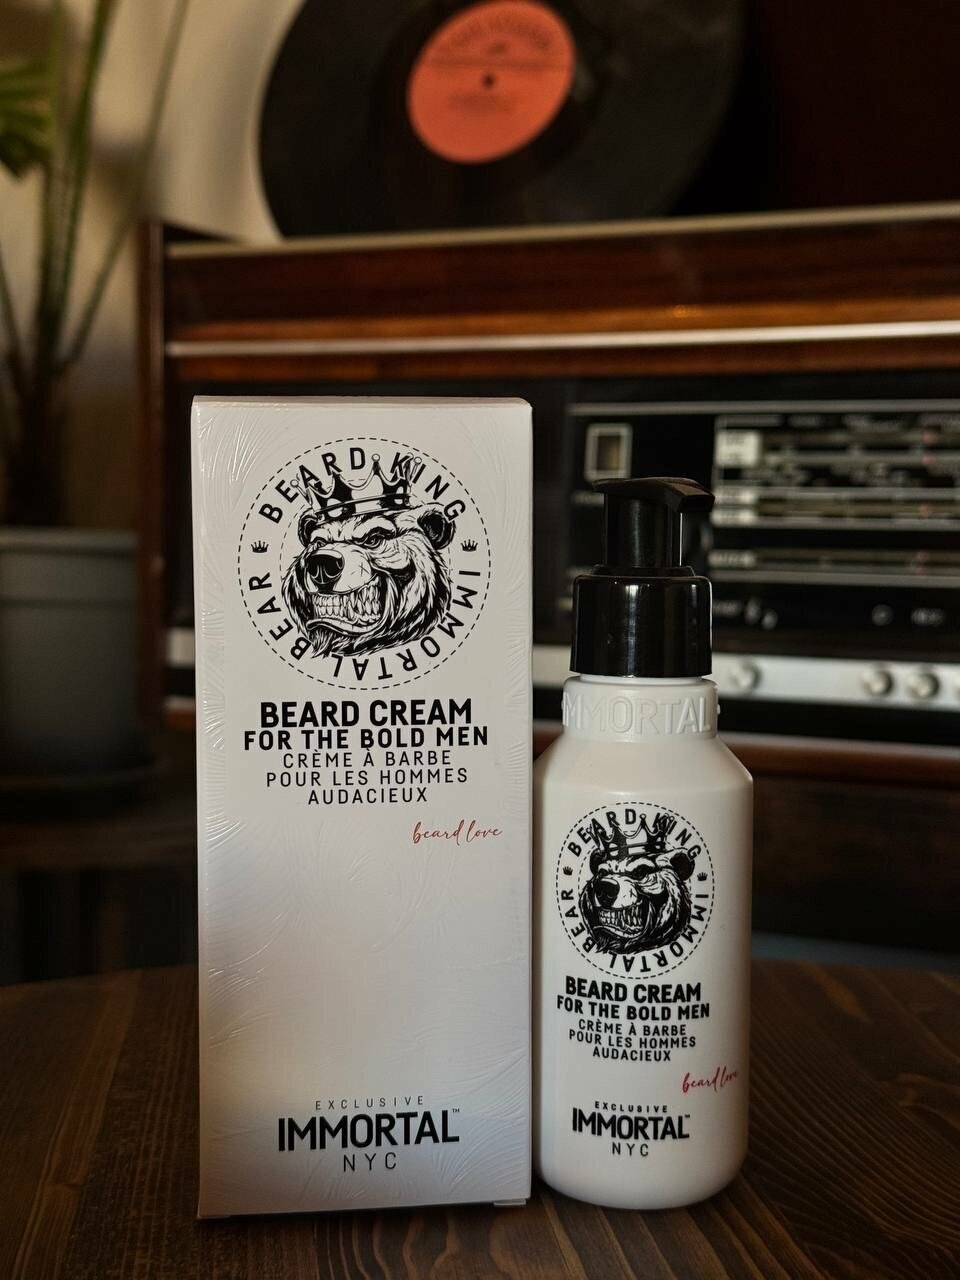 BEARD KING
IMMORTAL BEAR
BEARD CREAM
FOR THE BOLD MEN
CRÈME À BARBE
POUR LES HOMMES
AUDACIEUX
beard love
EXCLUSIVE
IMMORTAL™
NYC
IMMORTAL
BEARD KING
IMMORTAL BEAR
BEARD CREAM
FOR THE BOLD MEN
CRÈME À BARBE
POUR LES HOMMES
AUDACIEUX
beard love
EXCLUSIVE
IMMORTAL™
NYC